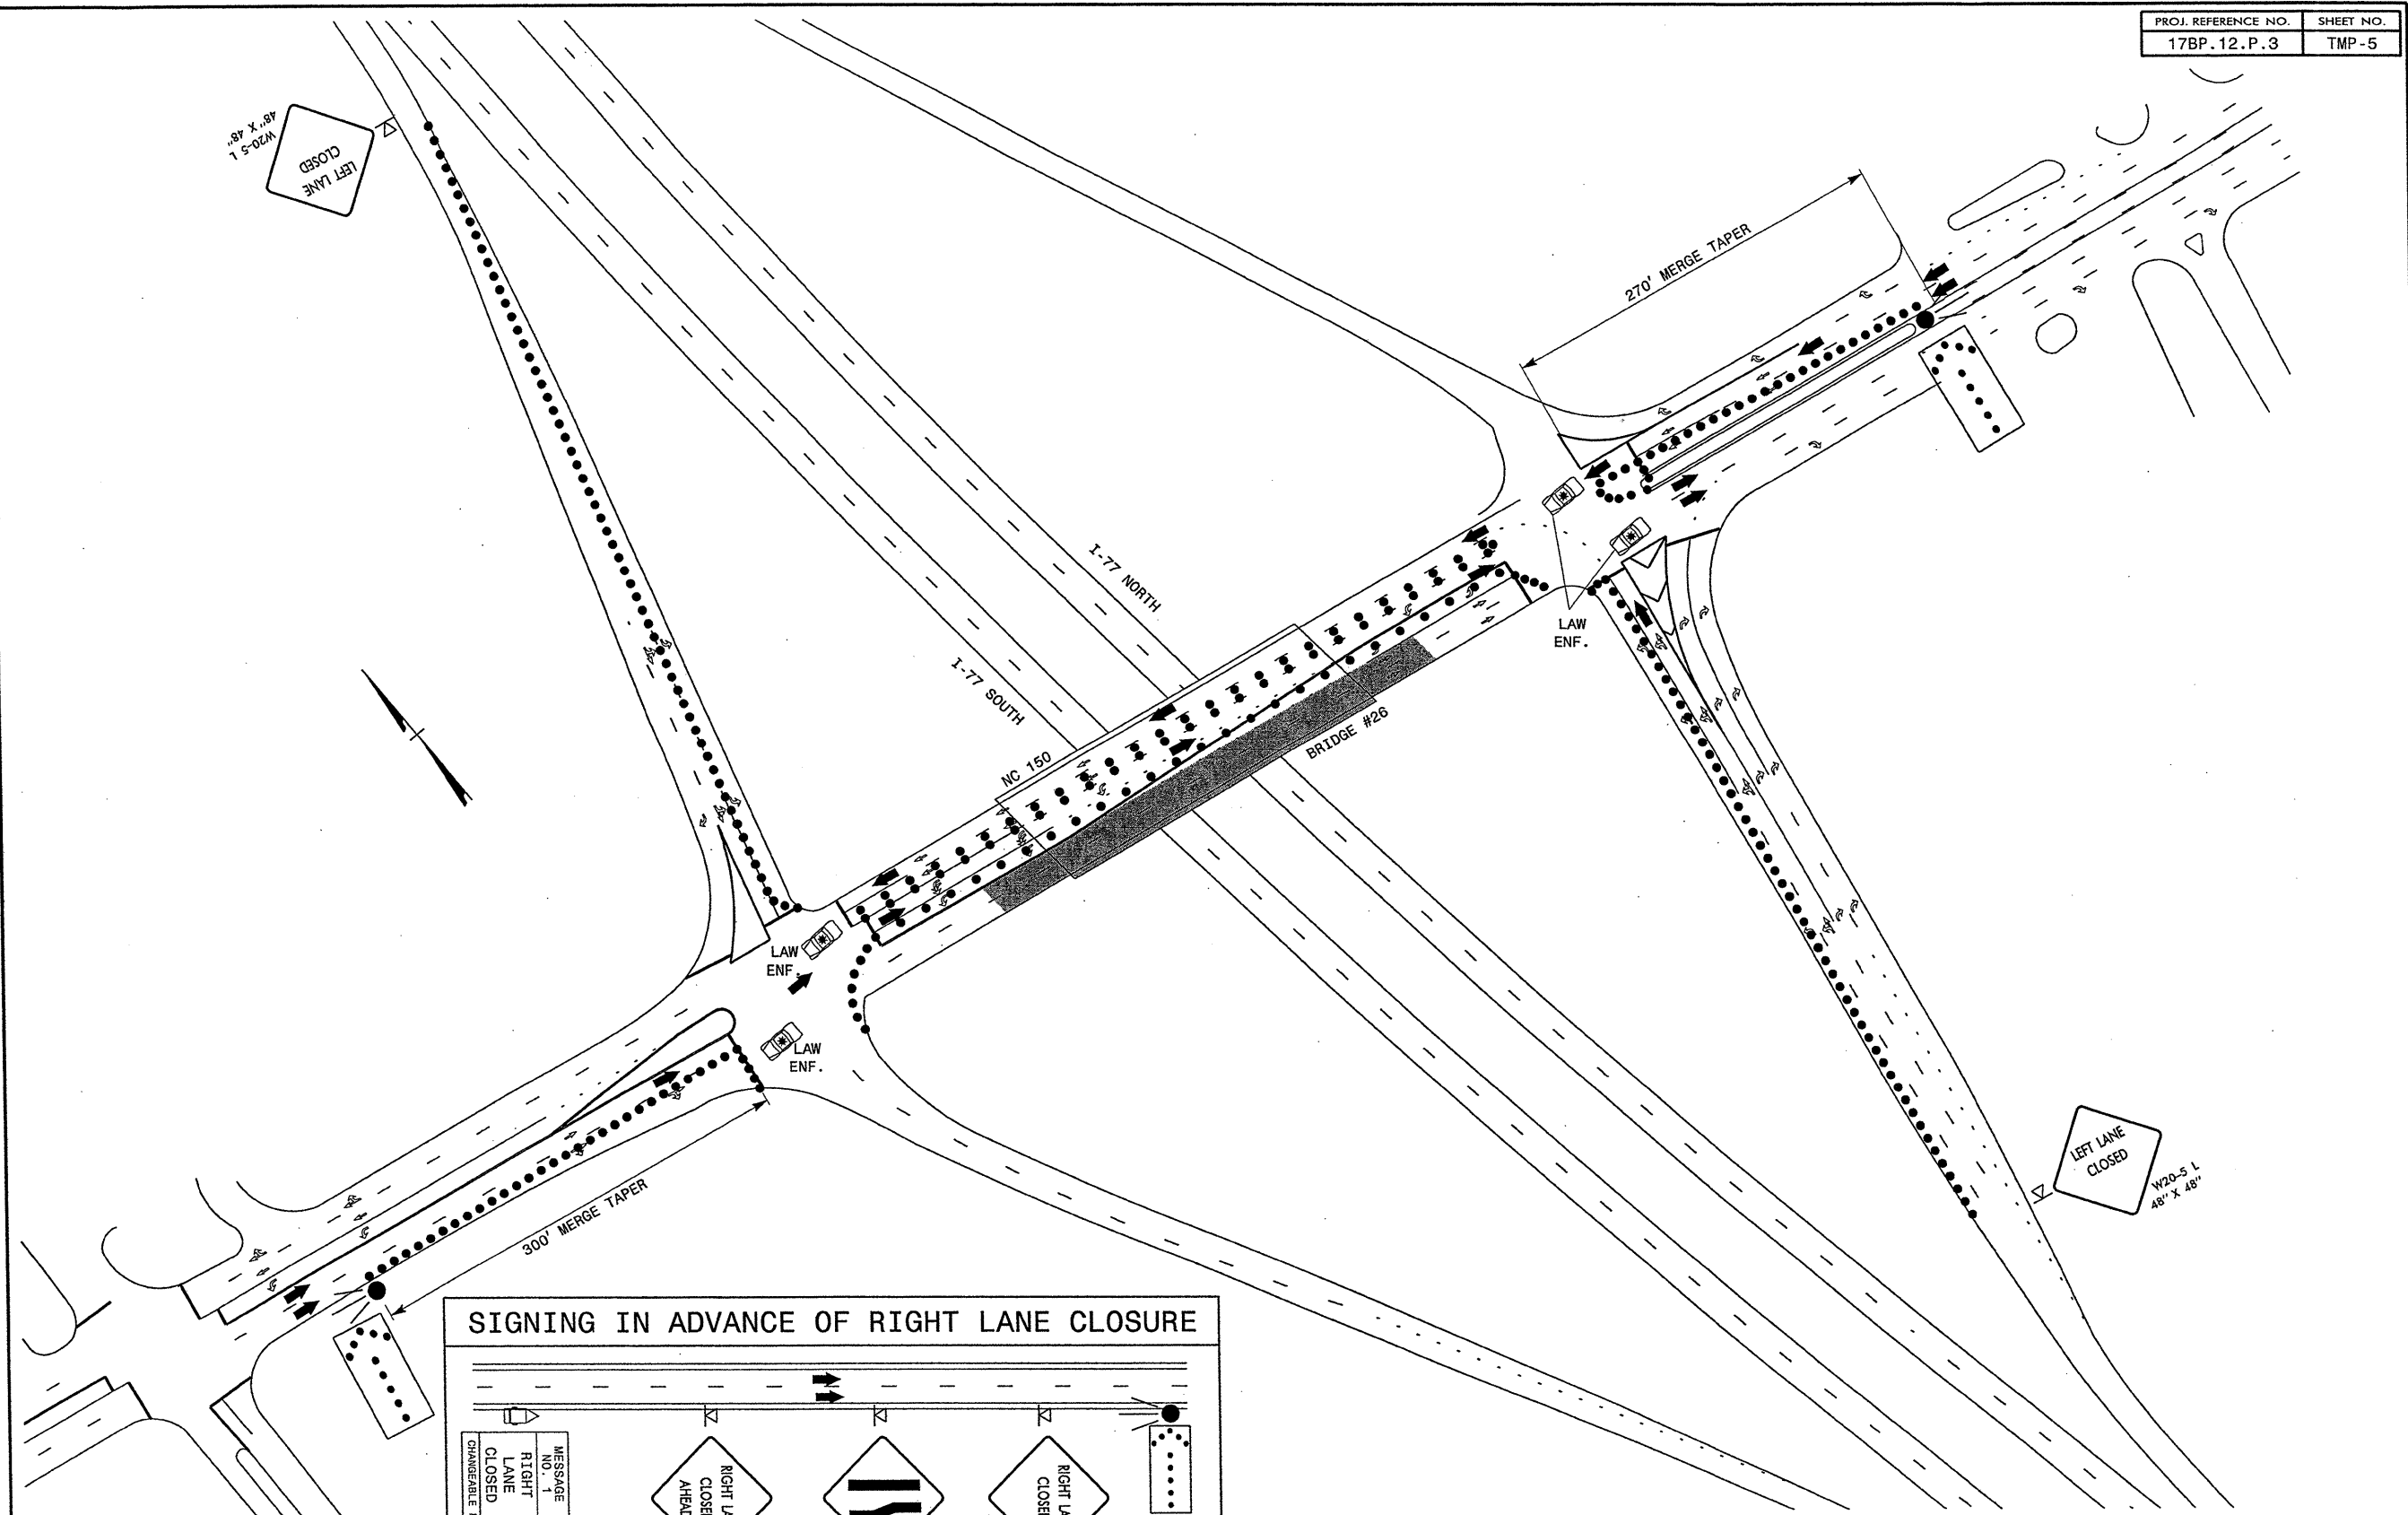 PROJ. REFERENCE NO. SHEET NO.
17BP.12.P.3 TMP-5
LEFT LANE
CLOSED
W20-5 L
48" X 48"
270' MERGE TAPER
I-77 NORTH
I-77 SOUTH
LAW
ENF.
NC 150
BRIDGE #26
LAW
ENF.
LAW
ENF.
300' MERGE TAPER
LEFT LANE
CLOSED
W20-5 L
48" X 48"
SIGNING IN ADVANCE OF RIGHT LANE CLOSURE
MESSAGE
NO. 1
RIGHT
LANE
CLOSED
CHANGEABLE
RIGHT
RIGHT